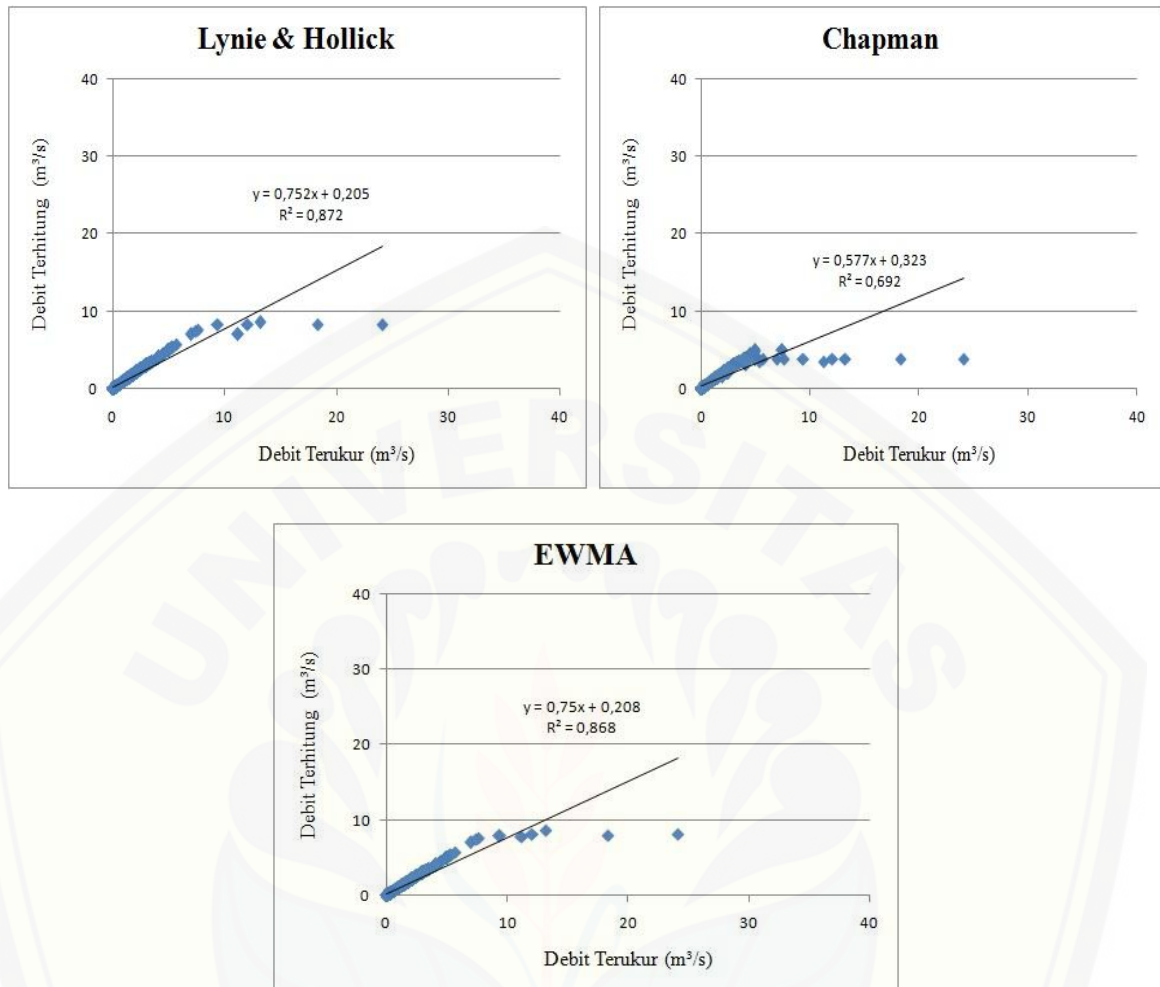 Lynie & Hollick
40
30
20
10
0
0 10 20 30 40
Debit Terhitung (m³/s)
y = 0,752x + 0,205
R² = 0,872
Debit Terukur (m³/s)
Chapman
40
30
20
10
0
0 10 20 30 40
Debit Terhitung (m³/s)
y = 0,577x + 0,323
R² = 0,692
Debit Terukur (m³/s)
UNIVERSITAS
EWMA
40
30
20
10
0
0 10 20 30 40
Debit Terhitung (m³/s)
y = 0,75x + 0,208
R² = 0,868
Debit Terukur (m³/s)